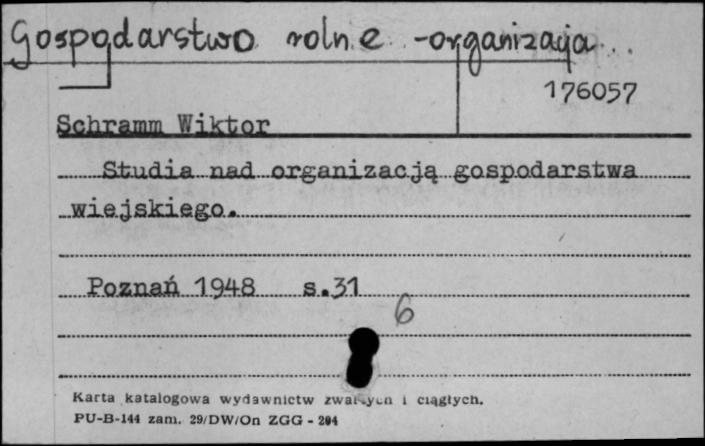 Gospodarstwo rolne - organizacja...
176057
Schramm Wiktor
Studia nad organizacją gospodarstwa
wiejskiego.
Poznań 1948 s.31
6
Karta katalogowa wydawnictw zwartych i ciągłych.
PU-B-144 zam. 29/DW/On ZGG - 204